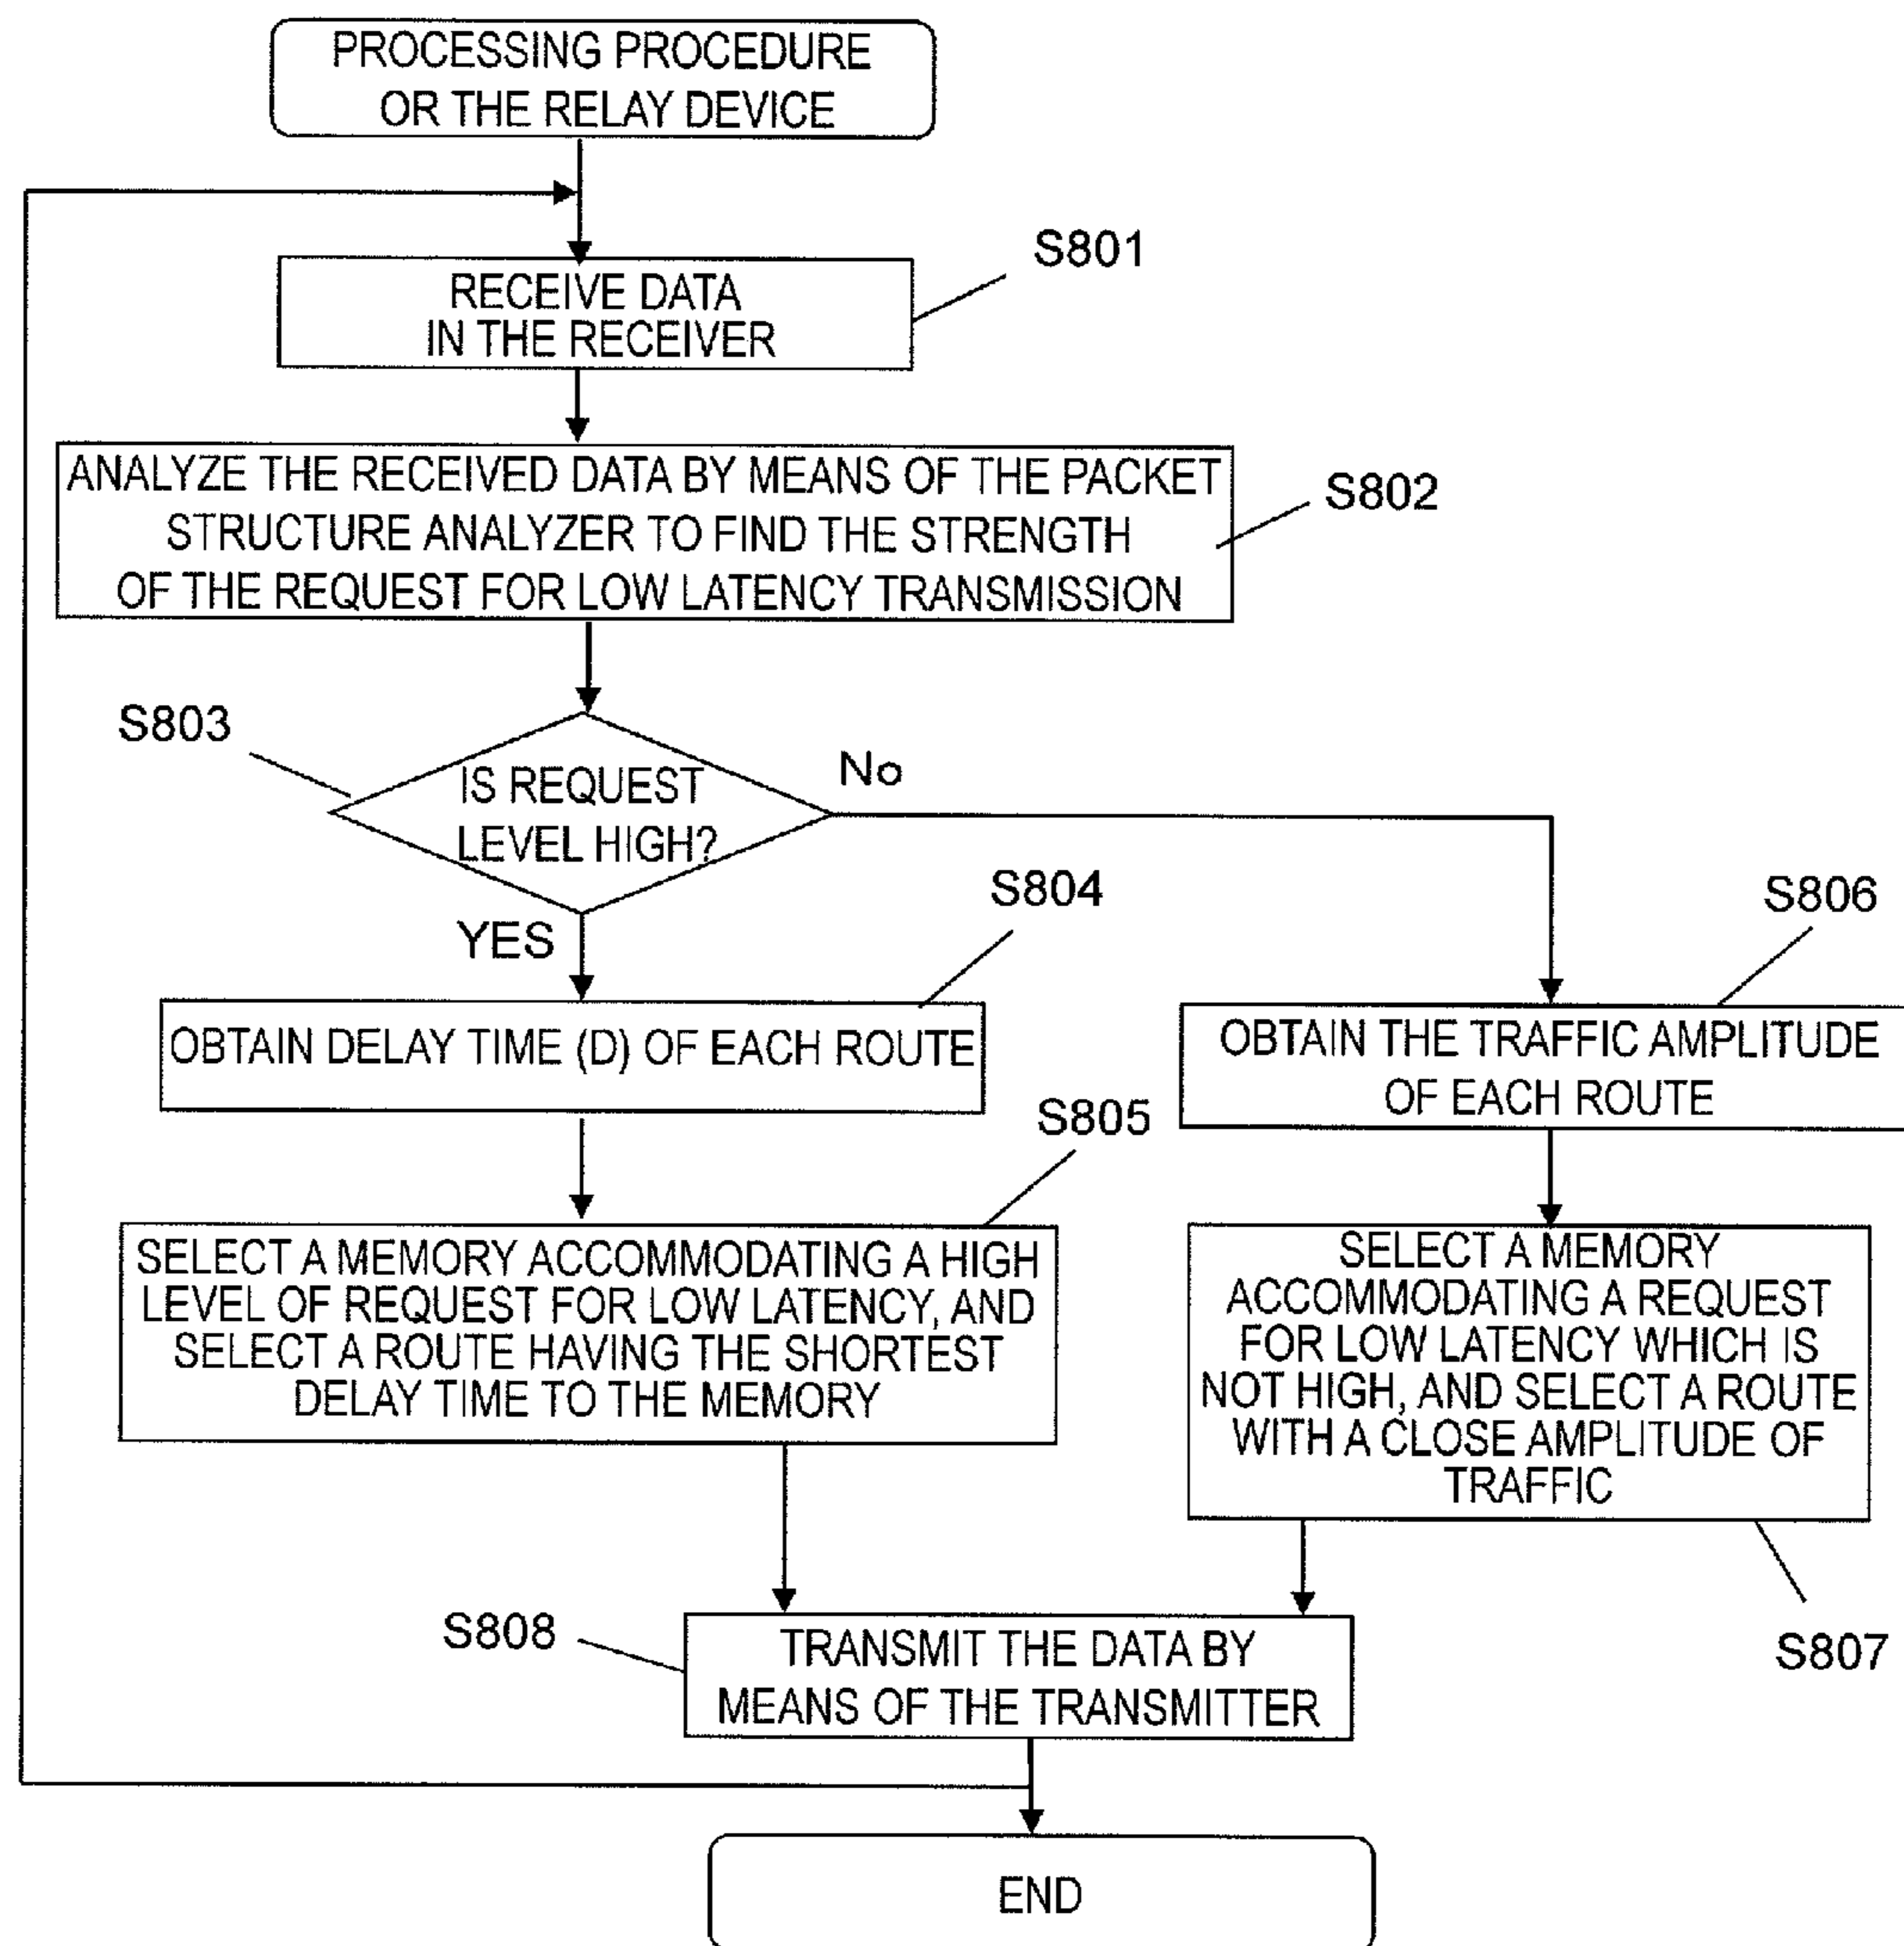 PROCESSING PROCEDURE
OR THE RELAY DEVICE
S801
RECEIVE DATA
IN THE RECEIVER
S802
ANALYZE THE RECEIVED DATA BY MEANS OF THE PACKET
STRUCTURE ANALYZER TO FIND THE STRENGTH
OF THE REQUEST FOR LOW LATENCY TRANSMISSION
S803
IS REQUEST
LEVEL HIGH?
No
YES
S804
OBTAIN DELAY TIME (D) OF EACH ROUTE
S806
OBTAIN THE TRAFFIC AMPLITUDE
OF EACH ROUTE
S805
SELECT A MEMORY ACCOMMODATING A HIGH
LEVEL OF REQUEST FOR LOW LATENCY, AND
SELECT A ROUTE HAVING THE SHORTEST
DELAY TIME TO THE MEMORY
SELECT A MEMORY
ACCOMMODATING A REQUEST
FOR LOW LATENCY WHICH IS
NOT HIGH, AND SELECT A ROUTE
WITH A CLOSE AMPLITUDE OF
TRAFFIC
S807
S808
TRANSMIT THE DATA BY
MEANS OF THE TRANSMITTER
END